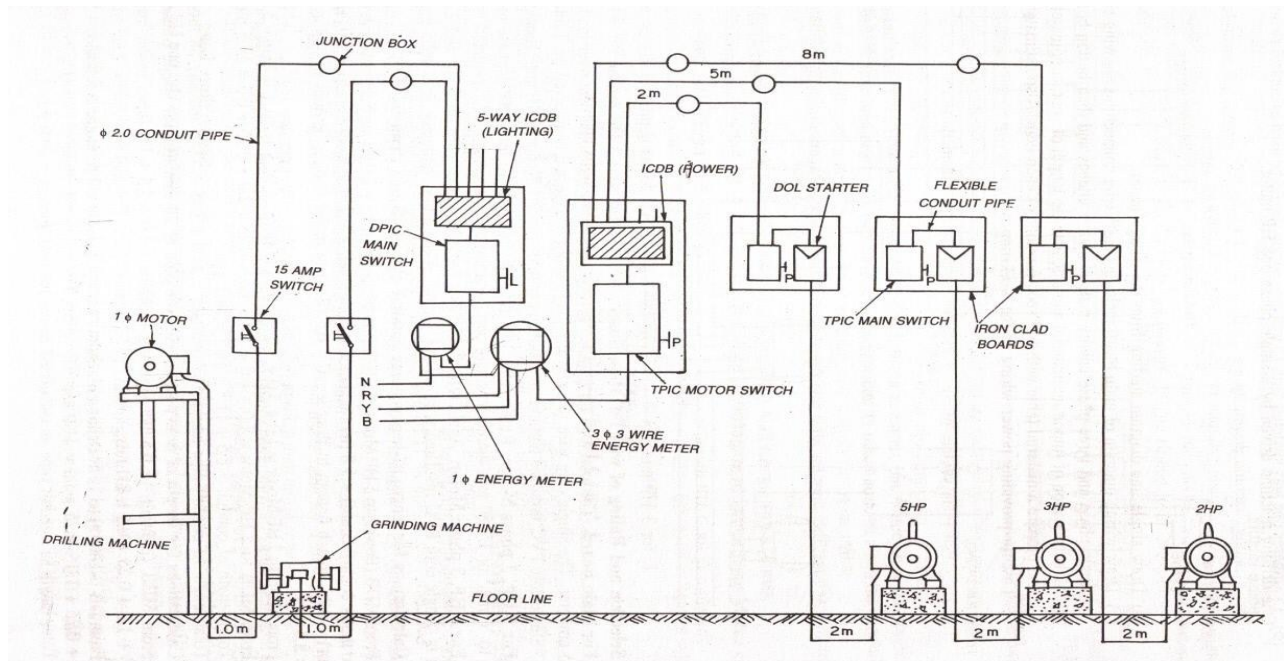 JUNCTION BOX
8m
5m
2m
5-WAY ICDB
(LIGHTING)
ϕ 2.0 CONDUIT PIPE
ICDB (POWER)
DOL STARTER
FLEXIBLE
CONDUIT PIPE
DPIC
MAIN
SWITCH
15 AMP
SWITCH
L
P
P
P
P
1 ϕ MOTOR
TPIC MAIN SWITCH
IRON CLAD
BOARDS
TPIC MOTOR SWITCH
N
R
Y
B
3 ϕ 3 WIRE
ENERGY METER
1 ϕ ENERGY METER
DRILLING MACHINE
GRINDING MACHINE
5HP
3HP
2HP
FLOOR LINE
1.0m
1.0m
2m
2m
2m